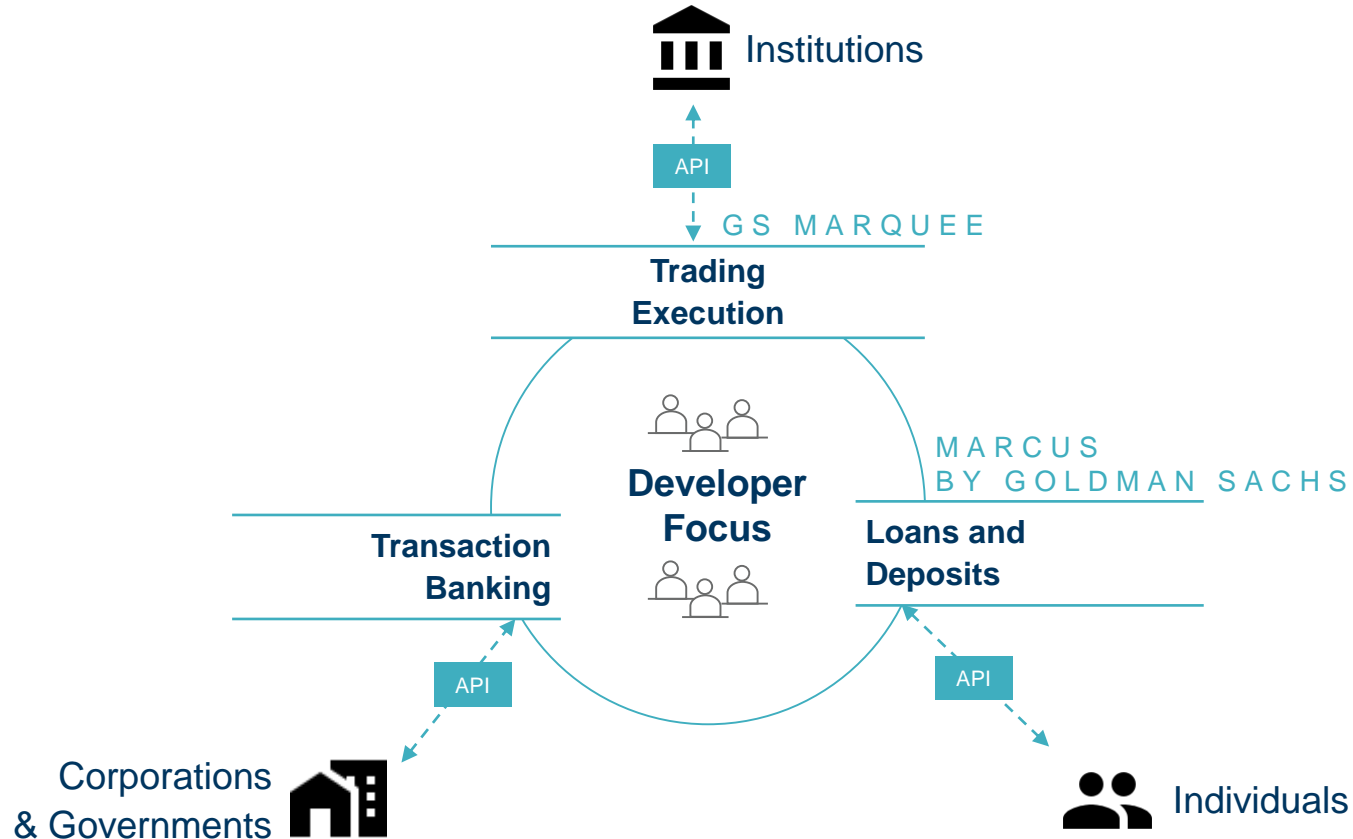 Institutions
API
GS MARQUEE
Trading
Execution
MARCUS
BY GOLDMAN SACHS
Developer
Focus
Transaction
Banking
Loans and
Deposits
API
API
Corporations
& Governments
Individuals